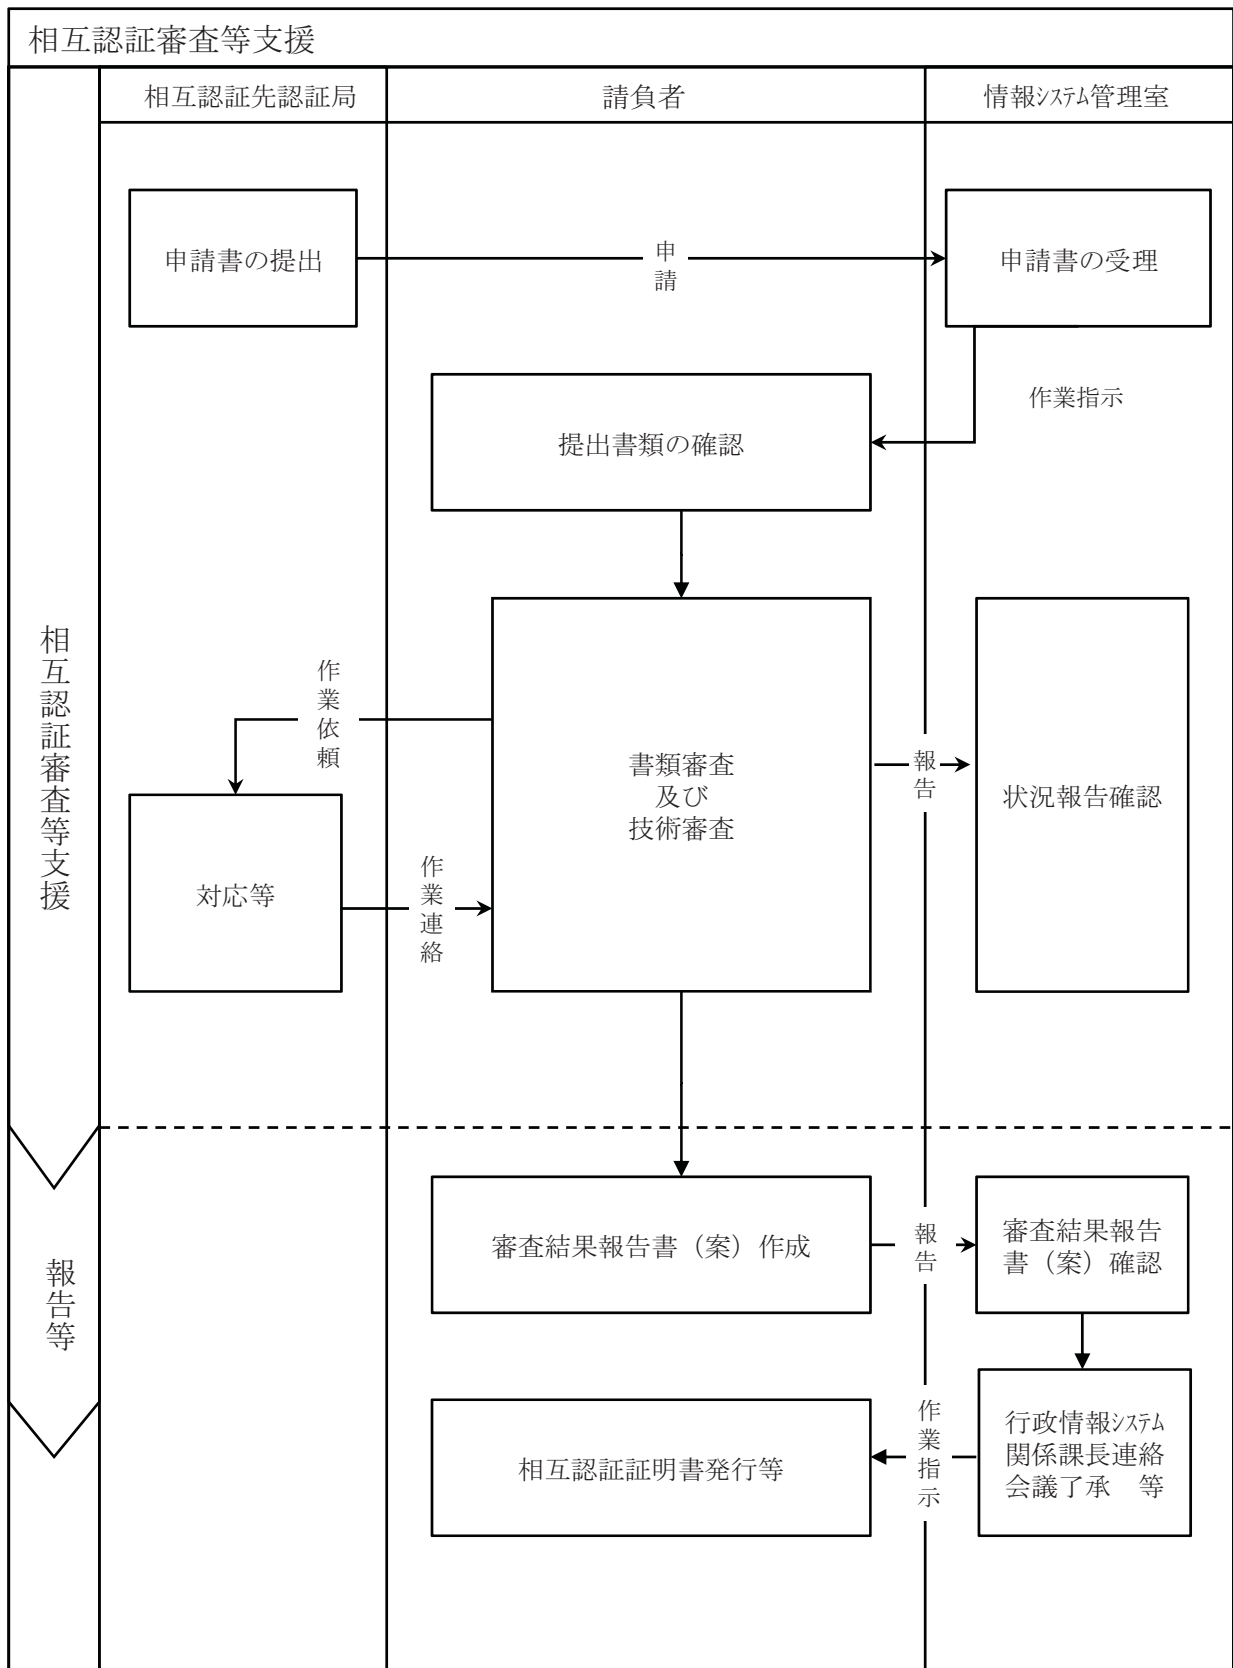 相互認証審査等支援
相互認証先認証局
請負者
情報ｼｽﾃﾑ管理室
相互認証審査等支援
申請書の提出
申請
申請書の受理
作業指示
提出書類の確認
作業依頼
書類審査
及び
技術審査
報告
状況報告確認
対応等
作業連絡
報告等
審査結果報告書（案）作成
報告
審査結果報告
書（案）確認
行政情報ｼｽﾃﾑ
関係課長連絡
会議了承　等
作業指示
相互認証証明書発行等